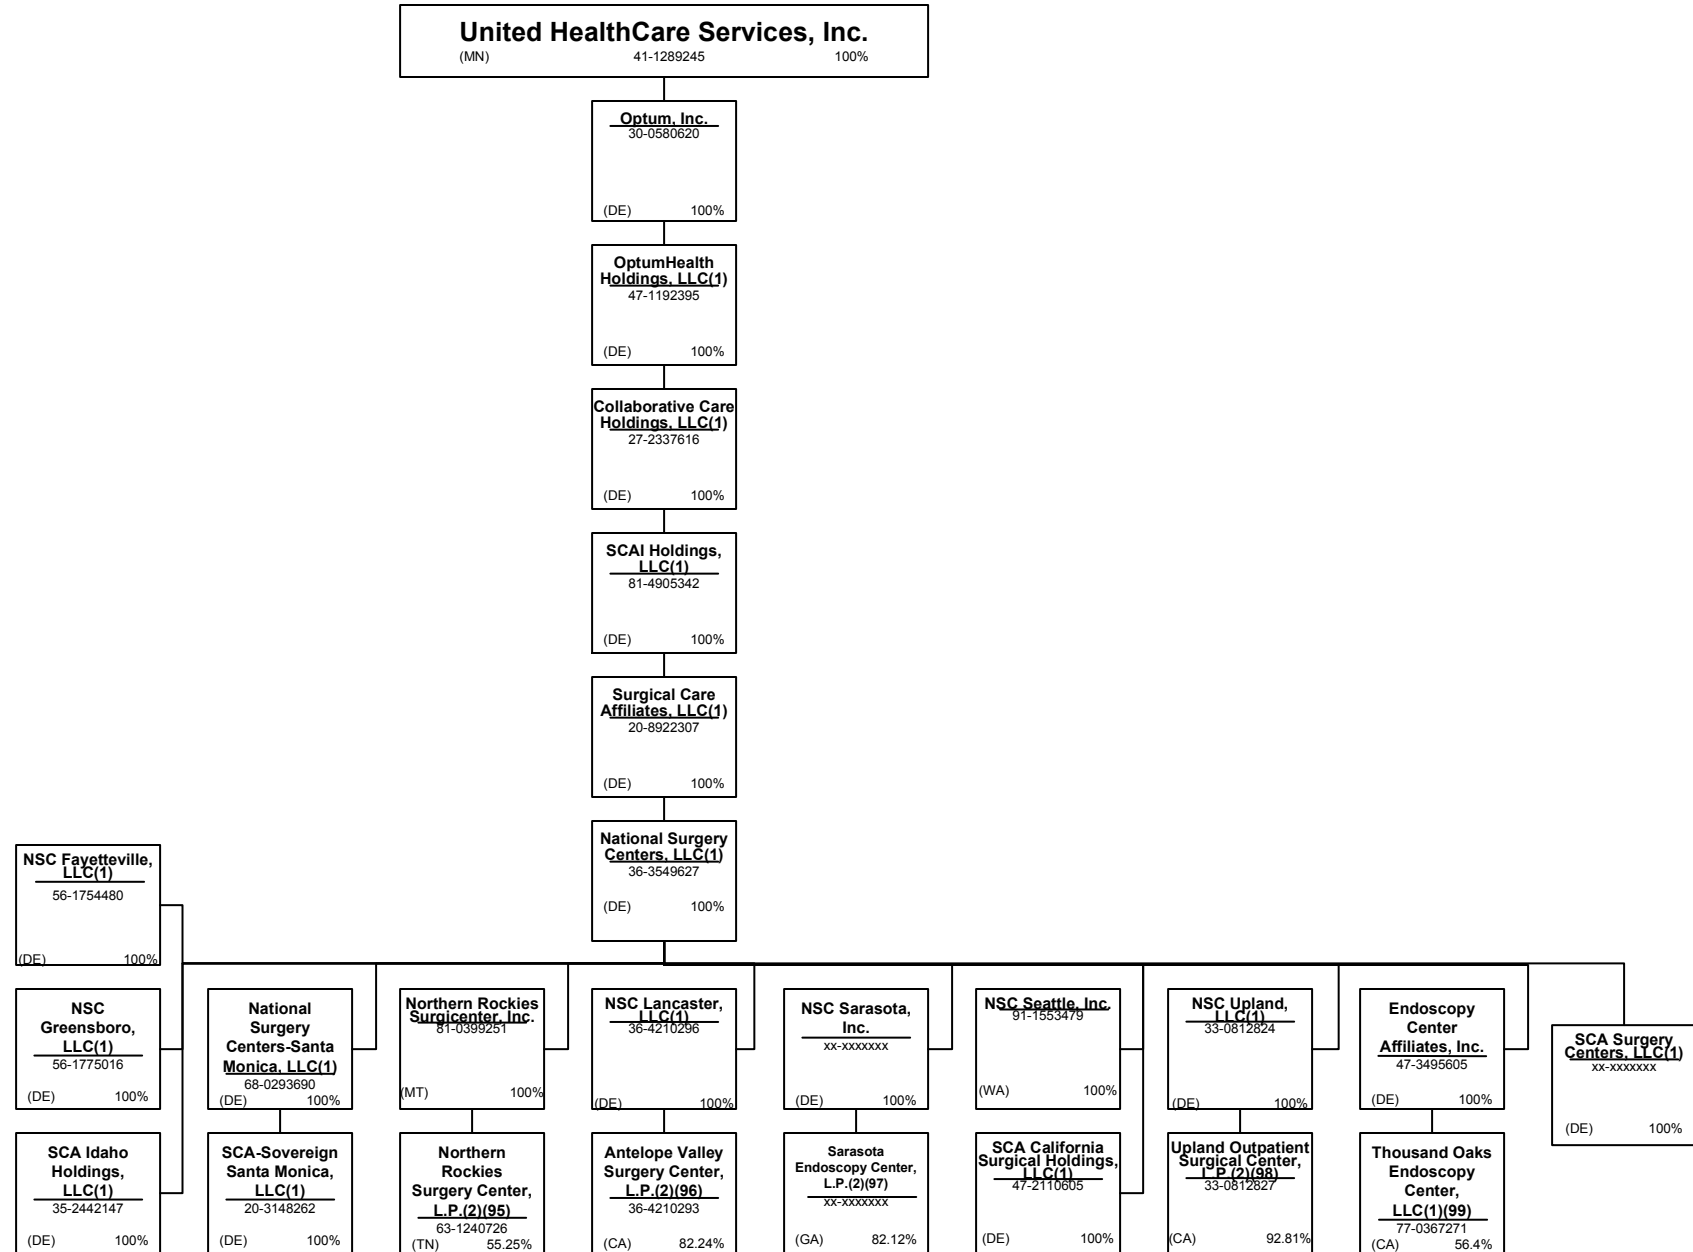 United HealthCare Services, Inc.
(MN) 41-1289245 100%
Optum, Inc.
30-0580620
(DE) 100%
OptumHealth
Holdings, LLC(1)
47-1192395
(DE) 100%
Collaborative Care
Holdings, LLC(1)
27-2337616
(DE) 100%
SCAI Holdings,
LLC(1)
81-4905342
(DE) 100%
Surgical Care
Affiliates, LLC(1)
20-8922307
(DE) 100%
National Surgery
Centers, LLC(1)
36-3549627
(DE) 100%
NSC Fayetteville,
LLC(1)
56-1754480
(DE) 100%
NSC
Greensboro,
LLC(1)
56-1775016
(DE) 100%
National
Surgery
Centers-Santa
Monica, LLC(1)
68-0293690
(DE) 100%
Northern Rockies
Surgicenter, Inc.
81-0399251
(MT) 100%
NSC Lancaster,
LLC(1)
36-4210296
(DE) 100%
NSC Sarasota,
Inc.
xx-xxxxxxx
(DE) 100%
NSC Seattle, Inc.
91-1553479
(WA) 100%
NSC Upland,
LLC(1)
33-0812824
(DE) 100%
Endoscopy
Center
Affiliates, Inc.
47-3495605
(DE) 100%
SCA Surgery
Centers, LLC(1)
xx-xxxxxxx
(DE) 100%
SCA Idaho
Holdings,
LLC(1)
35-2442147
(DE) 100%
SCA-Sovereign
Santa Monica,
LLC(1)
20-3148262
(DE) 100%
Northern
Rockies
Surgery Center,
L.P.(2)(95)
63-1240726
(TN) 55.25%
Antelope Valley
Surgery Center,
L.P.(2)(96)
36-4210293
(CA) 82.24%
Sarasota
Endoscopy Center,
L.P.(2)(97)
xx-xxxxxxx
(GA) 82.12%
SCA California
Surgical Holdings,
LLC(1)
47-2110605
(DE) 100%
Upland Outpatient
Surgical Center,
L.P.(2)(98)
33-0812827
(CA) 92.81%
Thousand Oaks
Endoscopy
Center,
LLC(1)(99)
77-0367271
(CA) 56.4%